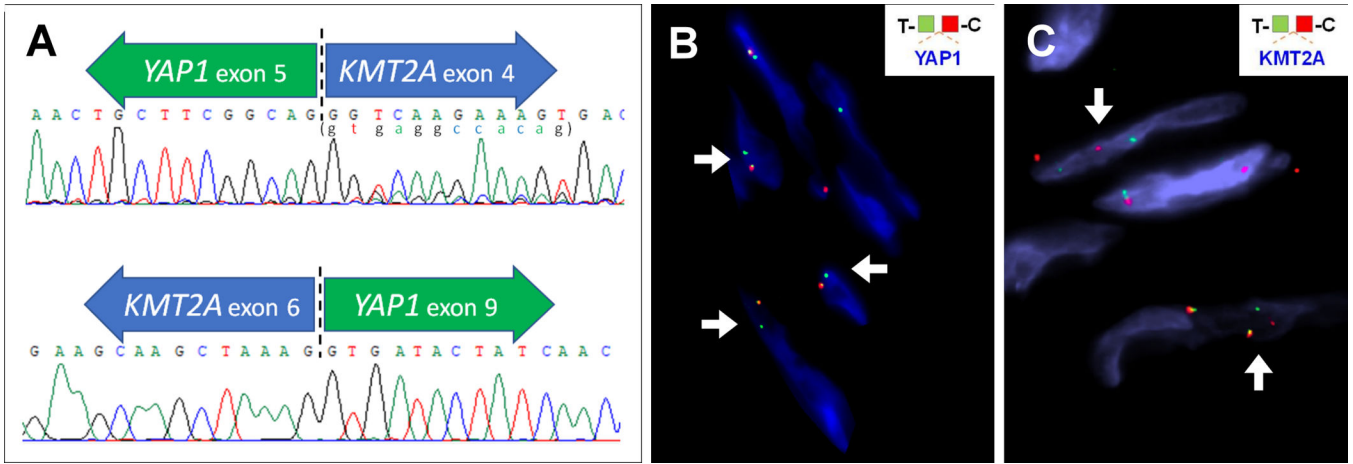 A
YAP1 exon 5
KMT2A exon 4
A A C T G C T T C G G C A G G G T C A A G A A A G T G A C
(g t g a g g c c a c a g)
KMT2A exon 6
YAP1 exon 9
G A A G C A A G C T A A A G G T G A T A C T A T C A A C
B
T- -C
YAP1
C
T- -C
KMT2A